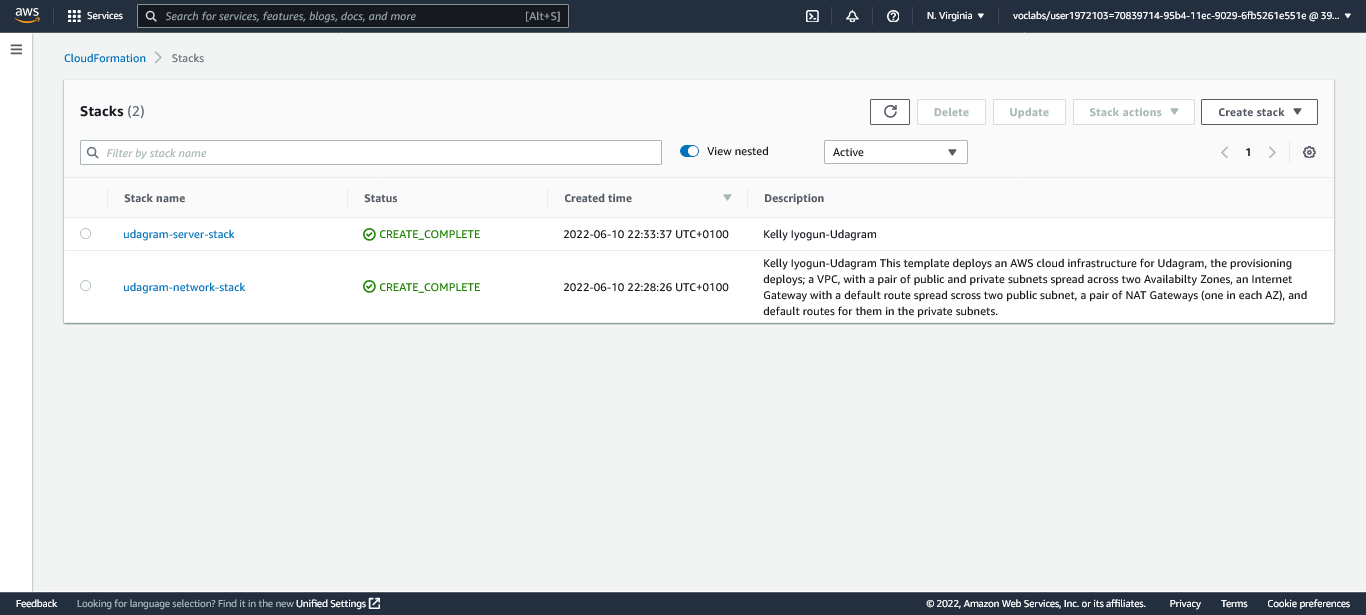 aws Services Search for services, features, blogs, docs, and more [Alt+S] N. Virginia voclabs/user1972103=70839714-95b4-11ec-9029-6fb5261e551e @ 39...
CloudFormation Stacks
Stacks (2) Delete Update Stack actions Create stack
Filter by stack name View nested Active 1
Stack name Status Created time Description
udagram-server-stack CREATE_COMPLETE 2022-06-10 22:33:37 UTC+0100 Kelly Iyogun-Udagram
udagram-network-stack CREATE_COMPLETE 2022-06-10 22:28:26 UTC+0100 Kelly Iyogun-Udagram This template deploys an AWS cloud infrastructure for Udagram, the provisioning
deploys; a VPC, with a pair of public and private subnets spread across two Availabilty Zones, an Internet
Gateway with a default route spread scross two public subnet, a pair of NAT Gateways (one in each AZ), and
default routes for them in the private subnets.
Feedback Looking for language selection? Find it in the new Unified Settings © 2022, Amazon Web Services, Inc. or its affiliates. Privacy Terms Cookie preferences